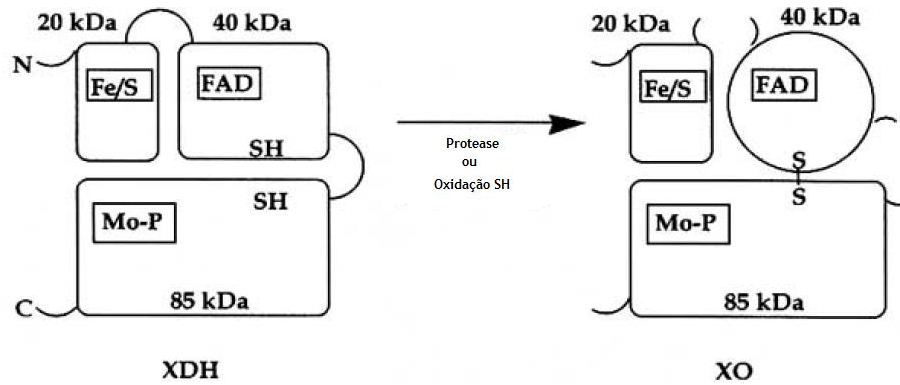 20 kDa
40 kDa
N
Fe/S
FAD
SH
SH
Mo-P
C
85 kDa
XDH
Protease
ou
Oxidação SH
20 kDa
40 kDa
Fe/S
FAD
S
S
Mo-P
85 kDa
XO